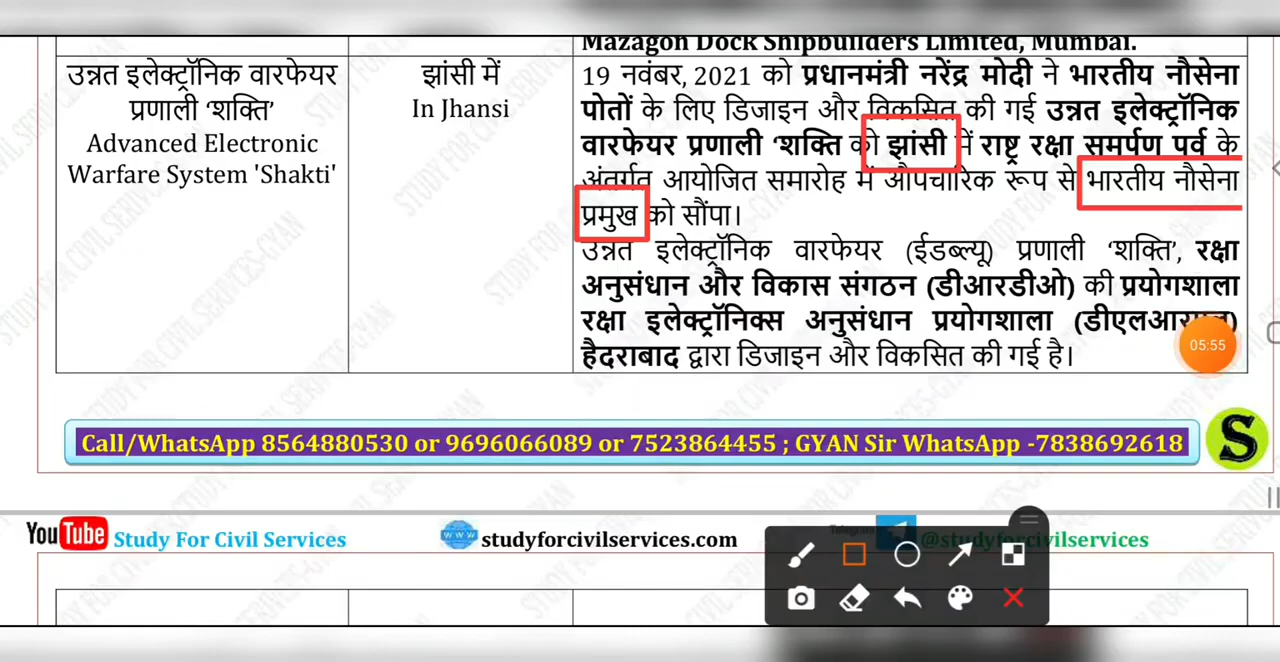 Mazagon Dock Shipbuilders Limited, Mumbai.
उन्नत इलेक्ट्रॉनिक वारफेयर
प्रणाली ‘शक्ति’
Advanced Electronic
Warfare System 'Shakti'
झांसी में
In Jhansi
19 नवंबर, 2021 को प्रधानमंत्री नरेंद्र मोदी ने भारतीय नौसेना
पोतों के लिए डिजाइन और विकसित की गई उन्नत इलेक्ट्रॉनिक
वारफेयर प्रणाली ‘शक्ति को झांसी में राष्ट्र रक्षा समर्पण पर्व के
अंतर्गत आयोजित समारोह में औपचारिक रूप से भारतीय नौसेना
प्रमुख को सौंपा।
उन्नत इलेक्ट्रॉनिक वारफेयर (ईडब्ल्यू) प्रणाली ‘शक्ति’, रक्षा
अनुसंधान और विकास संगठन (डीआरडीओ) की प्रयोगशाला
रक्षा इलेक्ट्रॉनिक्स अनुसंधान प्रयोगशाला (डीएलआरएल)
हैदराबाद द्वारा डिजाइन और विकसित की गई है।
05:55
Call/WhatsApp 8564880530 or 9696066089 or 7523864455 ; GYAN Sir WhatsApp -7838692618
S
YouTube Study For Civil Services
www studyforcivilservices.com
@studyforcivilservices